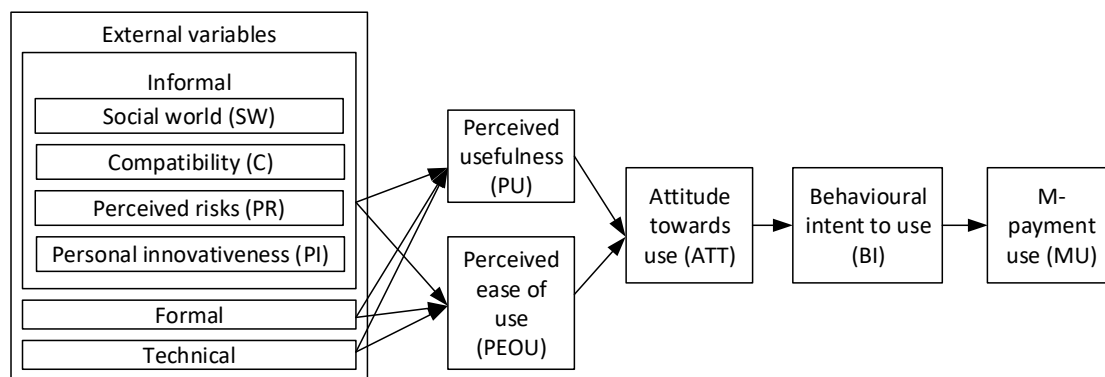 External variables
Informal
Social world (SW)
Compatibility (C)
Perceived risks (PR)
Personal innovativeness (PI)
Formal
Technical
Perceived
usefulness
(PU)
Perceived
ease of
use
(PEOU)
Attitude
towards
use (ATT)
Behavioural
intent to use
(BI)
M-
payment
use (MU)